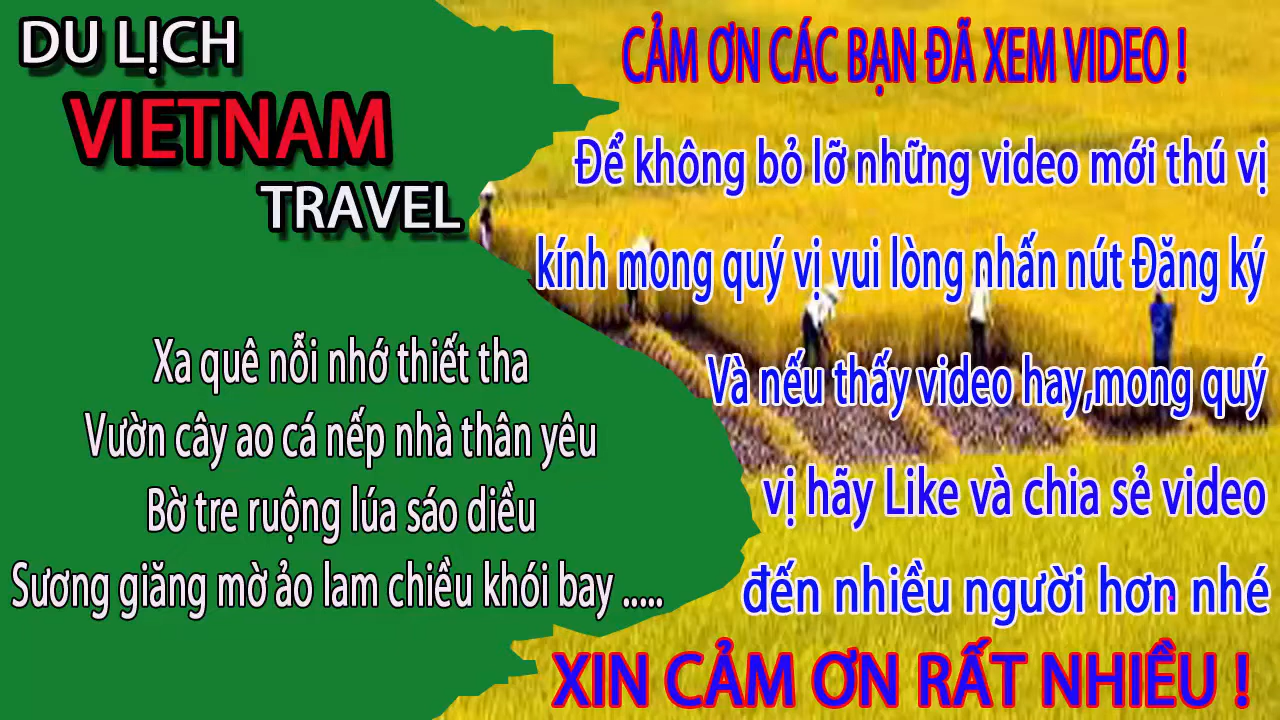 DU LỊCH
VIETNAM
TRAVEL
Xa quê nỗi nhớ thiết tha
Vườn cây ao cá nếp nhà thân yêu
Bờ tre ruộng lúa sáo diều
Sương giăng mờ ảo lam chiều khói bay .....
CẢM ƠN CÁC BẠN ĐÃ XEM VIDEO !
Để không bỏ lỡ những video mới thú vị
kính mong quý vị vui lòng nhấn nút Đăng ký
Và nếu thấy video hay,mong quý
vị hãy Like và chia sẻ video
đến nhiều người hơn nhé
XIN CẢM ƠN RẤT NHIỀU !